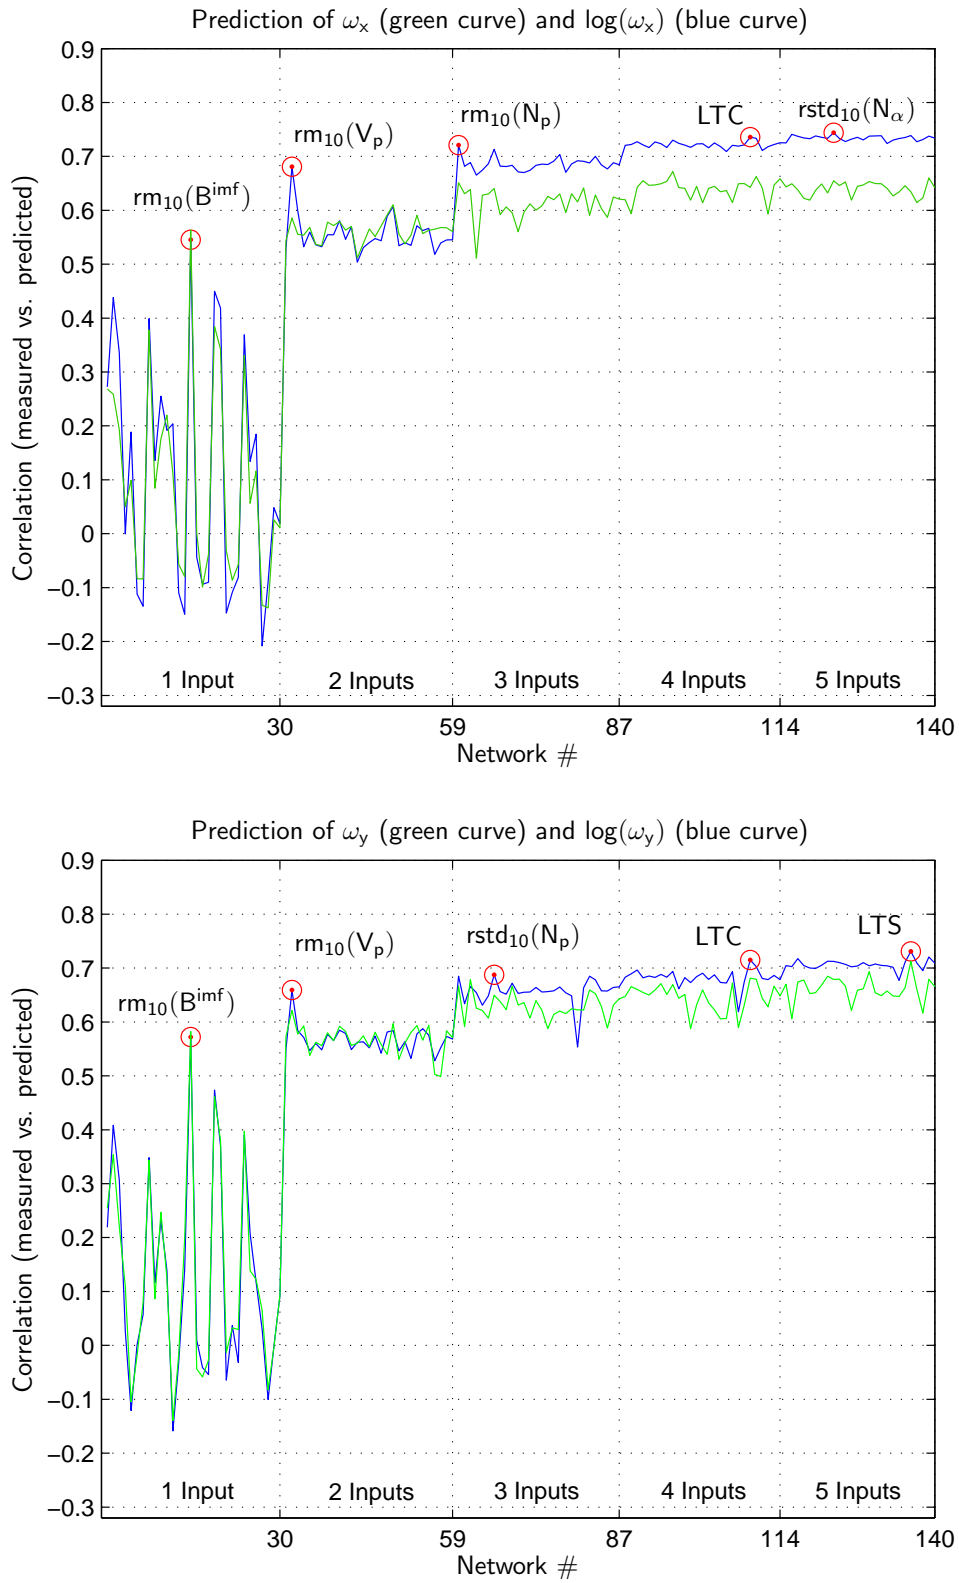 Prediction of ωx (green curve) and log(ωx) (blue curve)
Correlation (measured vs. predicted)
0.9
0.8
0.7
0.6
0.5
0.4
0.3
0.2
0.1
0
−0.1
−0.2
−0.3
rm10(B^imf)
rm10(Vp)
rm10(Np)
LTC
rstd10(Nα)
1 Input
2 Inputs
3 Inputs
4 Inputs
5 Inputs
30
59
87
114
140
Network #
Prediction of ωy (green curve) and log(ωy) (blue curve)
Correlation (measured vs. predicted)
0.9
0.8
0.7
0.6
0.5
0.4
0.3
0.2
0.1
0
−0.1
−0.2
−0.3
rm10(B^imf)
rm10(Vp)
rstd10(Np)
LTC
LTS
1 Input
2 Inputs
3 Inputs
4 Inputs
5 Inputs
30
59
87
114
140
Network #